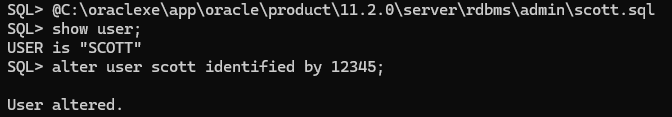 SQL> @C:\oraclexe\app\oracle\product\11.2.0\server\rdbms\admin\scott.sql
SQL> show user;
USER is "SCOTT"
SQL> alter user scott identified by 12345;
User altered.